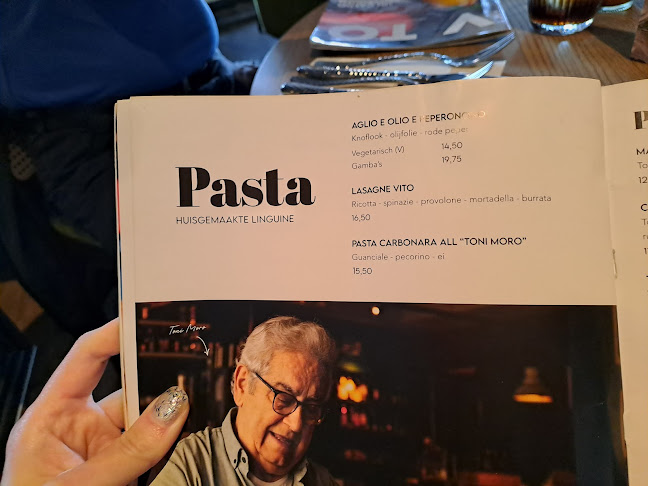 Pasta
HUISGEMAAKTE LINGUINE
AGLIO E OLIO E
Knoflook - olijfolie - rode peper
Vegetarisch (V) 14,50
Gamba's 19,75
LASAGNE VITO
Ricotta - spinazie - provolone - mortadella - burrata
16,50
PASTA CARBONARA ALL "TONI MORO"
Guanciale - pecorino - ei
15,50
Toni Moro